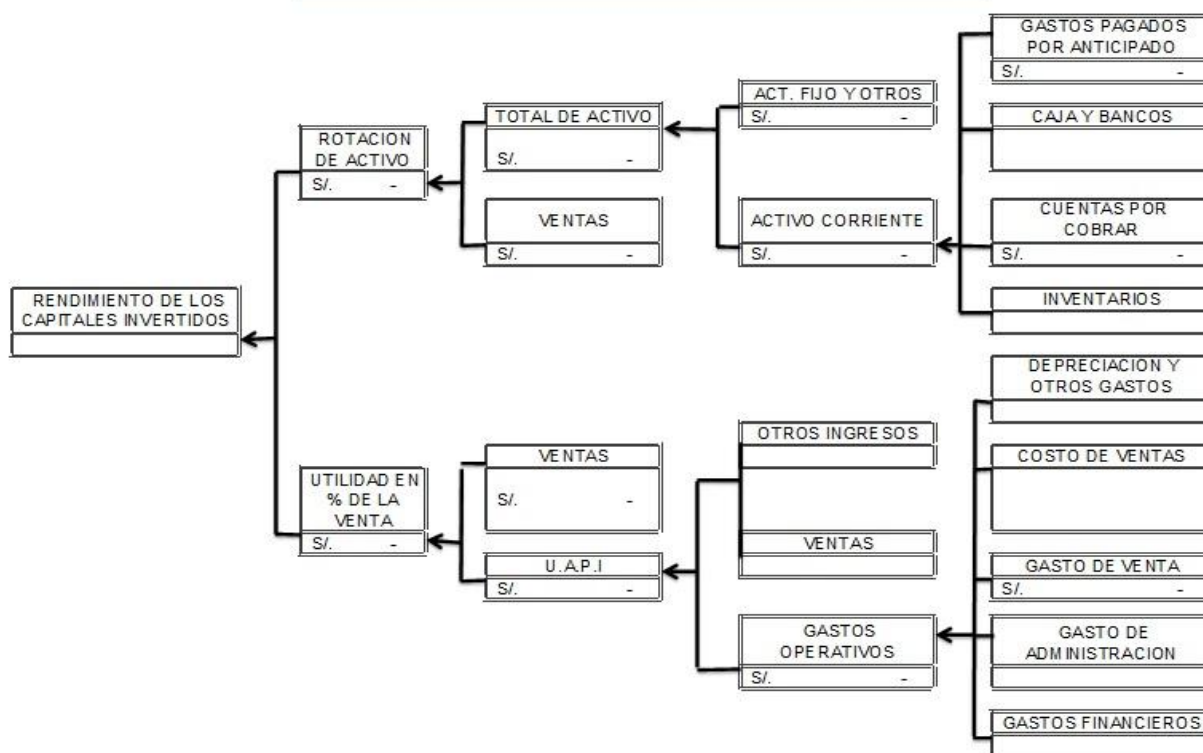 GASTOS PAGADOS
POR ANTICIPADO
S/. -
ACT. FIJO Y OTROS
S/. -
TOTAL DE ACTIVO
S/. -
CAJA Y BANCOS
ROTACION
DE ACTIVO
S/. -
VENTAS
S/. -
ACTIVO CORRIENTE
S/. -
CUENTAS POR
COBRAR
S/. -
INVENTARIOS
RENDIMIENTO DE LOS
CAPITALES INVERTIDOS
DEPRECIACION Y
OTROS GASTOS
OTROS INGRESOS
VENTAS
S/. -
COSTO DE VENTAS
UTILIDAD EN
% DE LA
VENTA
S/. -
VENTAS
U.A.P.I
S/. -
GASTO DE VENTA
S/. -
GASTOS
OPERATIVOS
S/. -
GASTO DE
ADMINISTRACION
GASTOS FINANCIEROS